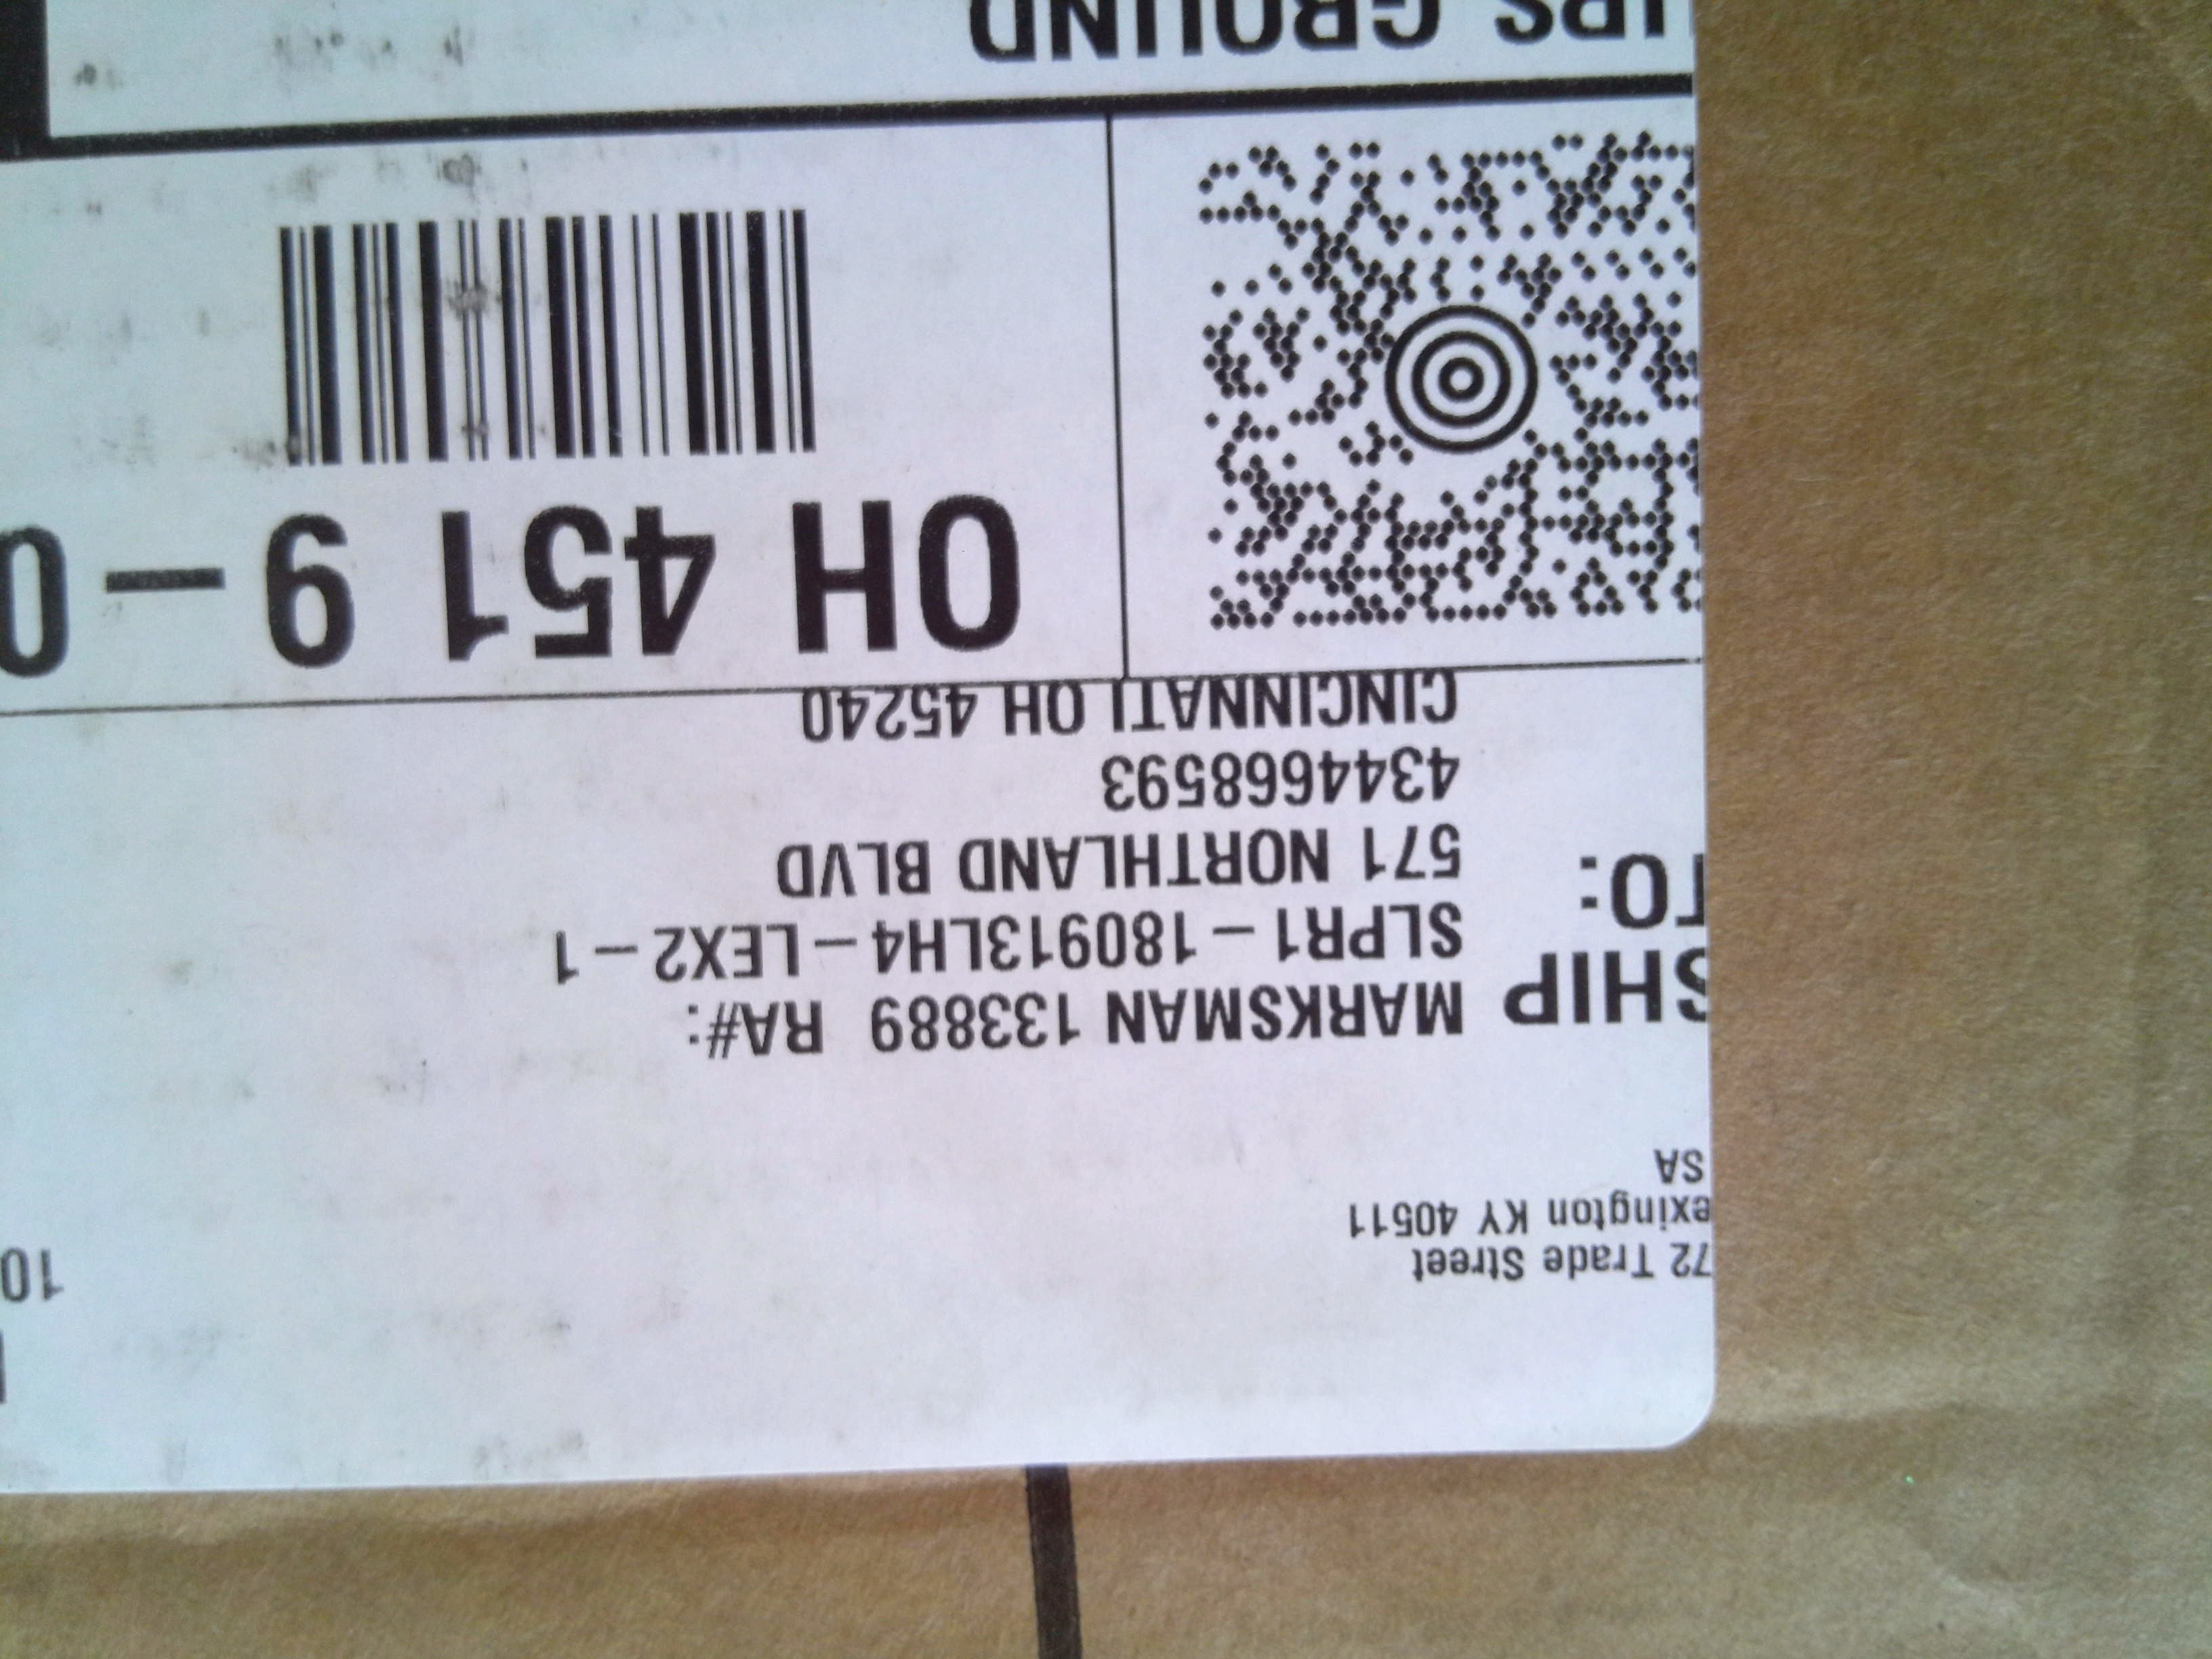 10
72 Trade Street
exington KY 40511
SA
SHIP TO:
MARKSMAN 133889 RA#:
SLPR1-180913LH4-LEX2-1
571 NORTHLAND BLVD
4344668593
CINCINNATI OH 45240
OH 451 9-0
UPS GROUND